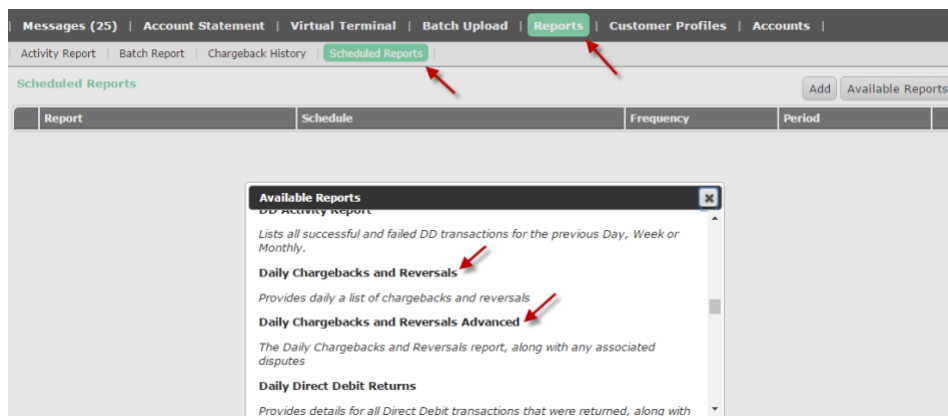 Messages (25) | Account Statement | Virtual Terminal | Batch Upload | Reports | Customer Profiles | Accounts |
Activity Report | Batch Report | Chargeback History | Scheduled Reports |
Scheduled Reports
Add Available Reports
Report Schedule Frequency Period
Available Reports
DD Activity Report
Lists all successful and failed DD transactions for the previous Day, Week or
Monthly.
Daily Chargebacks and Reversals
Provides daily a list of chargebacks and reversals
Daily Chargebacks and Reversals Advanced
The Daily Chargebacks and Reversals report, along with any associated
disputes
Daily Direct Debit Returns
Provides details for all Direct Debit transactions that were returned, along with